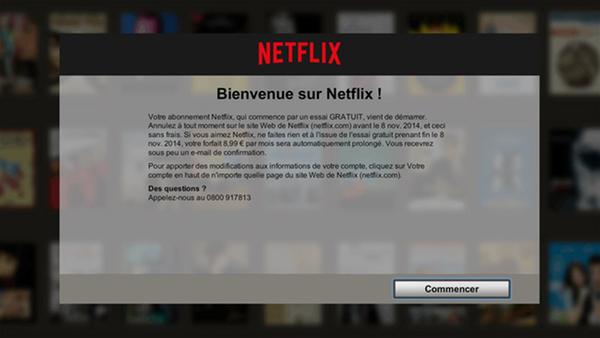 NETFLIX
Bienvenue sur Netflix !
Votre abonnement Netflix, qui commence par un essai GRATUIT, vient de démarrer.
Annulez à tout moment sur le site Web de Netflix (netflix.com) avant le 8 nov. 2014, et ceci
sans frais. Si vous aimez Netflix, ne faites rien et à l'issue de l'essai gratuit prenant fin le 8
nov. 2014, votre forfait 8,99 € par mois sera automatiquement prolongé. Vous recevrez
sous peu un e-mail de confirmation.
Pour apporter des modifications aux informations de votre compte, cliquez sur Votre
compte en haut de n'importe quelle page du site Web de Netflix (netflix.com).
Des questions ?
Appelez-nous au 0800 917813
Commencer